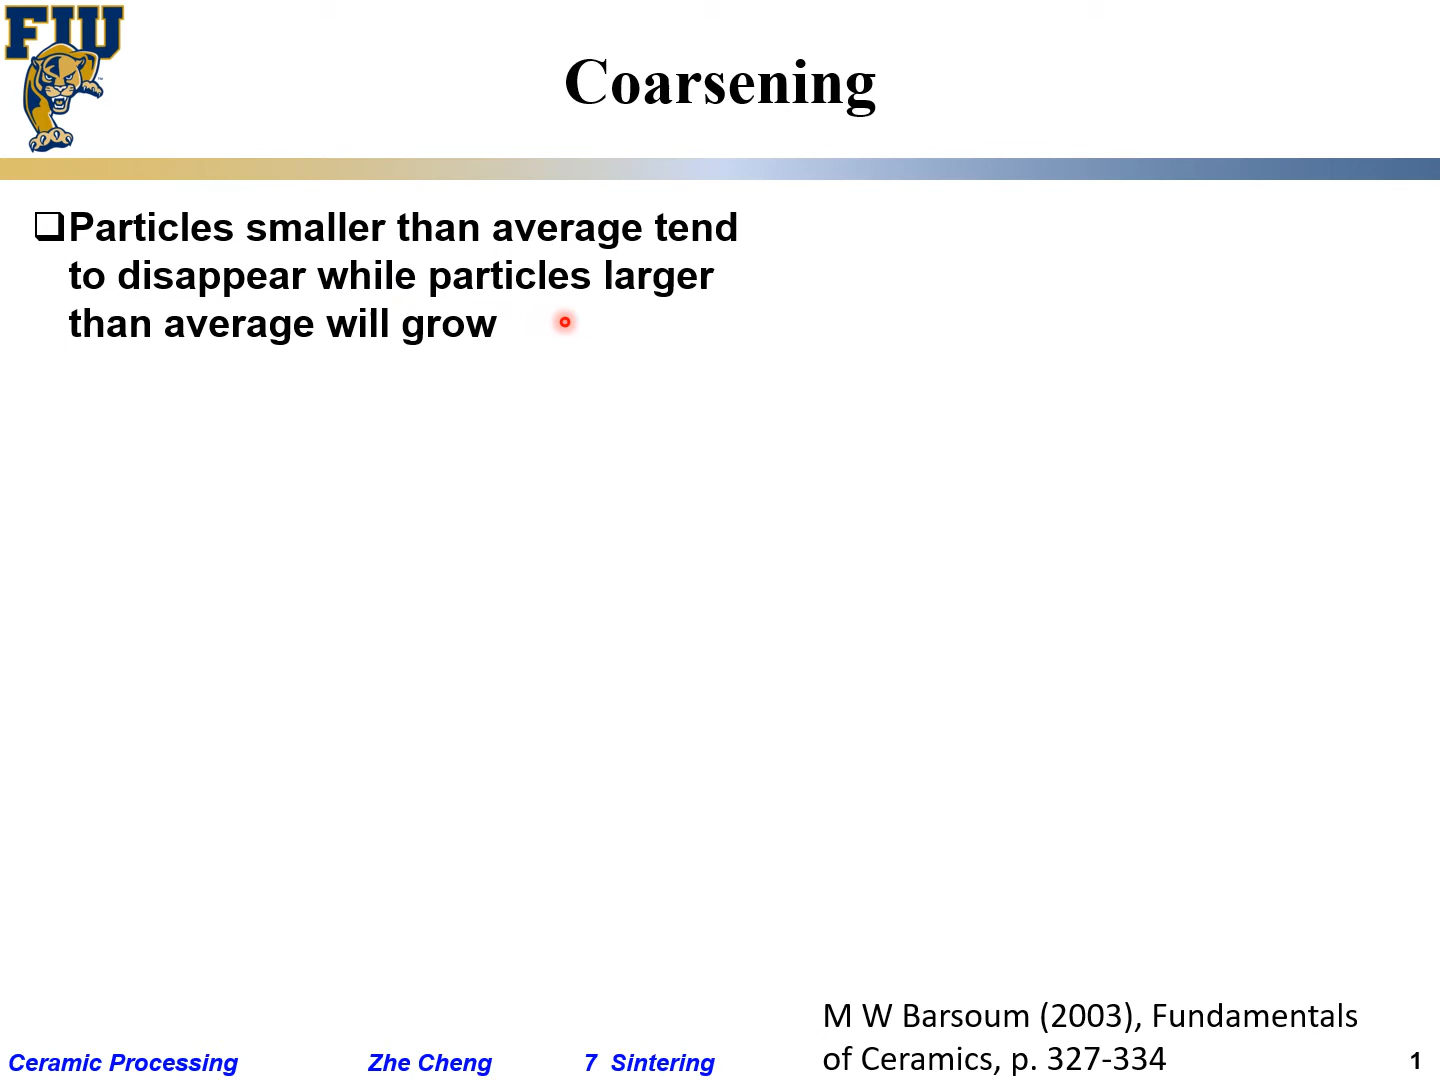 FIU
Coarsening
Particles smaller than average tend
to disappear while particles larger
than average will grow
M W Barsoum (2003), Fundamentals
of Ceramics, p. 327-334
Ceramic Processing Zhe Cheng 7 Sintering 1